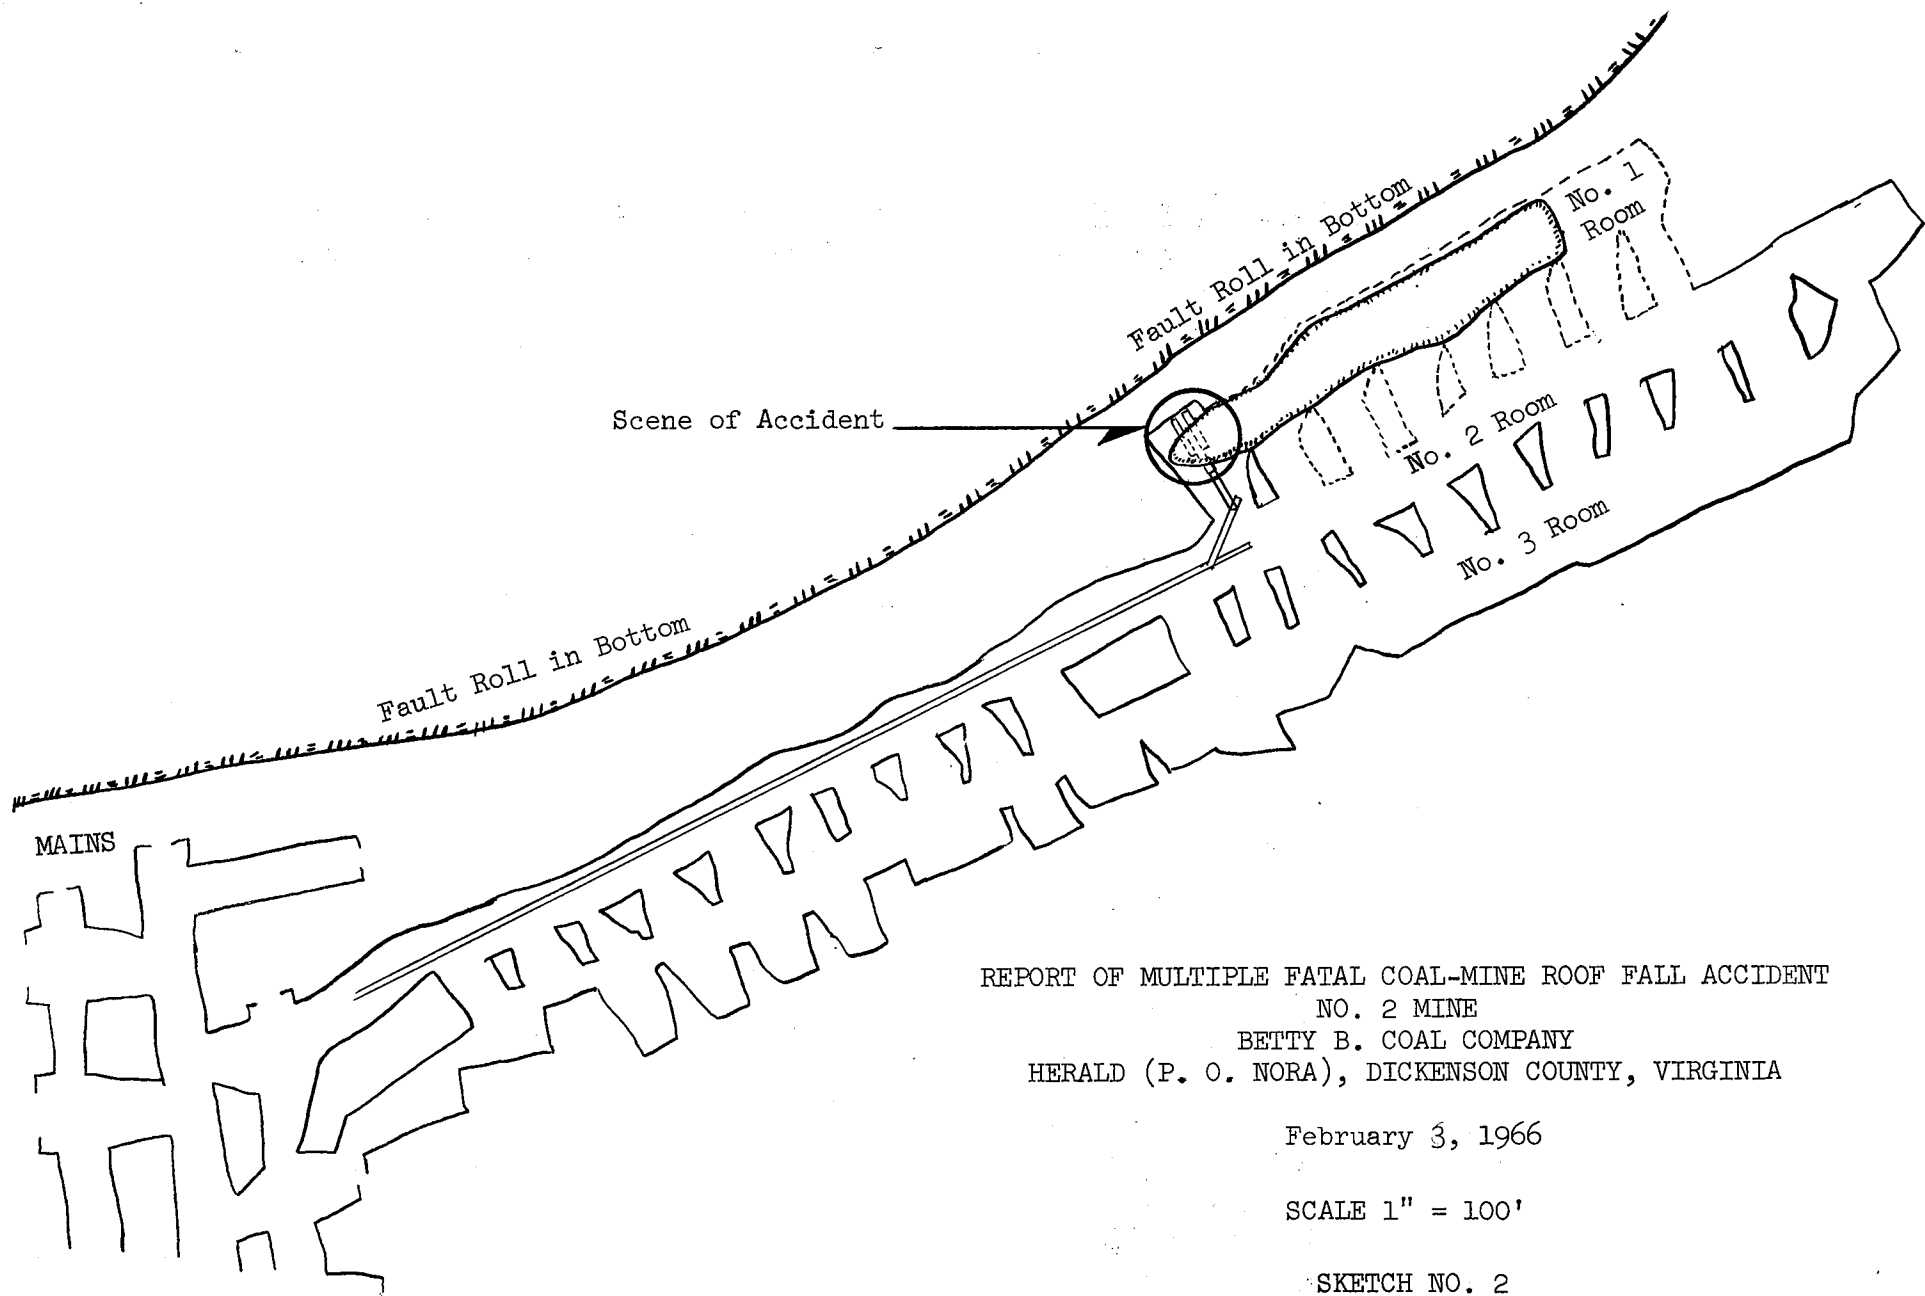 No. 1
Room
Fault Roll in Bottom
Scene of Accident
No. 2 Room
No. 3 Room
Fault Roll in Bottom
MAINS
REPORT OF MULTIPLE FATAL COAL-MINE ROOF FALL ACCIDENT
NO. 2 MINE
BETTY B. COAL COMPANY
HERALD (P. O. NORA), DICKENSON COUNTY, VIRGINIA
February 3, 1966
SCALE 1" = 100'
SKETCH NO. 2